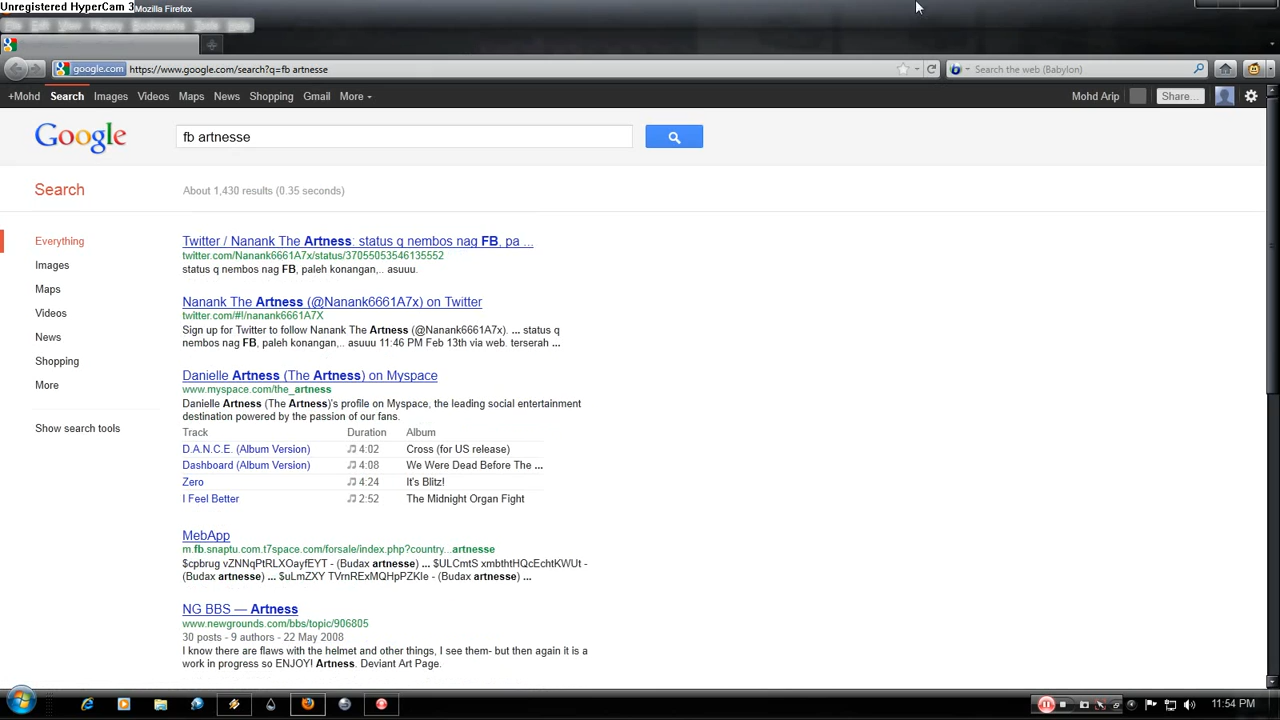 Unregistered HyperCam 3
Mozilla Firefox
File Edit View History Bookmarks Tools Help
google.com https://www.google.com/search?q=fb artnesse
Search the web (Babylon)
+Mohd Search Images Videos Maps News Shopping Gmail More
Mohd Arip
Share...
Google
fb artnesse
Search
About 1,430 results (0.35 seconds)
Everything
Images
Maps
Videos
News
Shopping
More
Show search tools
Twitter / Nanank The Artness: status q nembos nag FB, pa ...
twitter.com/Nanank6661A7x/status/37055053546135552
status q nembos nag FB, paleh konangan,.. asuuu.
Nanank The Artness (@Nanank6661A7x) on Twitter
twitter.com/#!/nanank6661A7X
Sign up for Twitter to follow Nanank The Artness (@Nanank6661A7x). ... status q
nembos nag FB, paleh konangan,.. asuuu 11:46 PM Feb 13th via web. terserah ...
Danielle Artness (The Artness) on Myspace
www.myspace.com/the_artness
Danielle Artness (The Artness)'s profile on Myspace, the leading social entertainment
destination powered by the passion of our fans.
Track Duration Album
D.A.N.C.E. (Album Version) 4:02 Cross (for US release)
Dashboard (Album Version) 4:08 We Were Dead Before The ...
Zero 4:24 It's Blitz!
I Feel Better 2:52 The Midnight Organ Fight
MebApp
m.fb.snaptu.com.t7space.com/forsale/index.php?country...artnesse
$cpbrug vZNNqPtRLXOayfEYT - (Budax artnesse) ... $ULCmtS xmbthtHQcEchtKWUt -
(Budax artnesse) ... $uLmZXY TVrnRExMQHpPZKIe - (Budax artnesse) ...
NG BBS — Artness
www.newgrounds.com/bbs/topic/906805
30 posts - 9 authors - 22 May 2008
I know there are flaws with the helmet and other things, I see them- but then again it is a
work in progress so ENJOY! Artness. Deviant Art Page.
11:54 PM